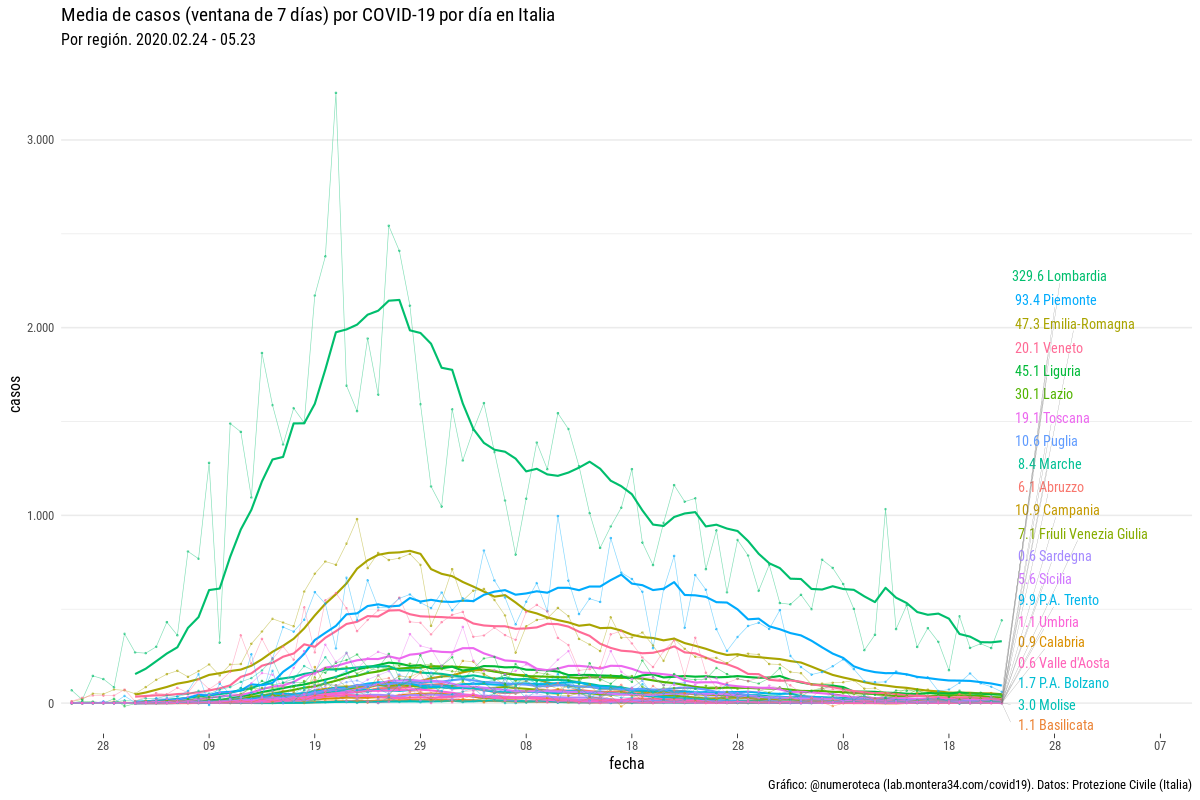 Media de casos (ventana de 7 días) por COVID-19 por día en Italia
Por región. 2020.02.24 - 05.23
casos
3.000
2.000
1.000
0
329.6 Lombardia
93.4 Piemonte
47.3 Emilia-Romagna
20.1 Veneto
45.1 Liguria
30.1 Lazio
19.1 Toscana
10.6 Puglia
8.4 Marche
6.1 Abruzzo
10.9 Campania
7.1 Friuli Venezia Giulia
0.6 Sardegna
5.6 Sicilia
9.9 P.A. Trento
1.1 Umbria
0.9 Calabria
0.6 Valle d'Aosta
1.7 P.A. Bolzano
3.0 Molise
1.1 Basilicata
28 09 19 29 08 18 28 08 18 28 07
fecha
Gráfico: @numeroteca (lab.montera34.com/covid19). Datos: Protezione Civile (Italia)